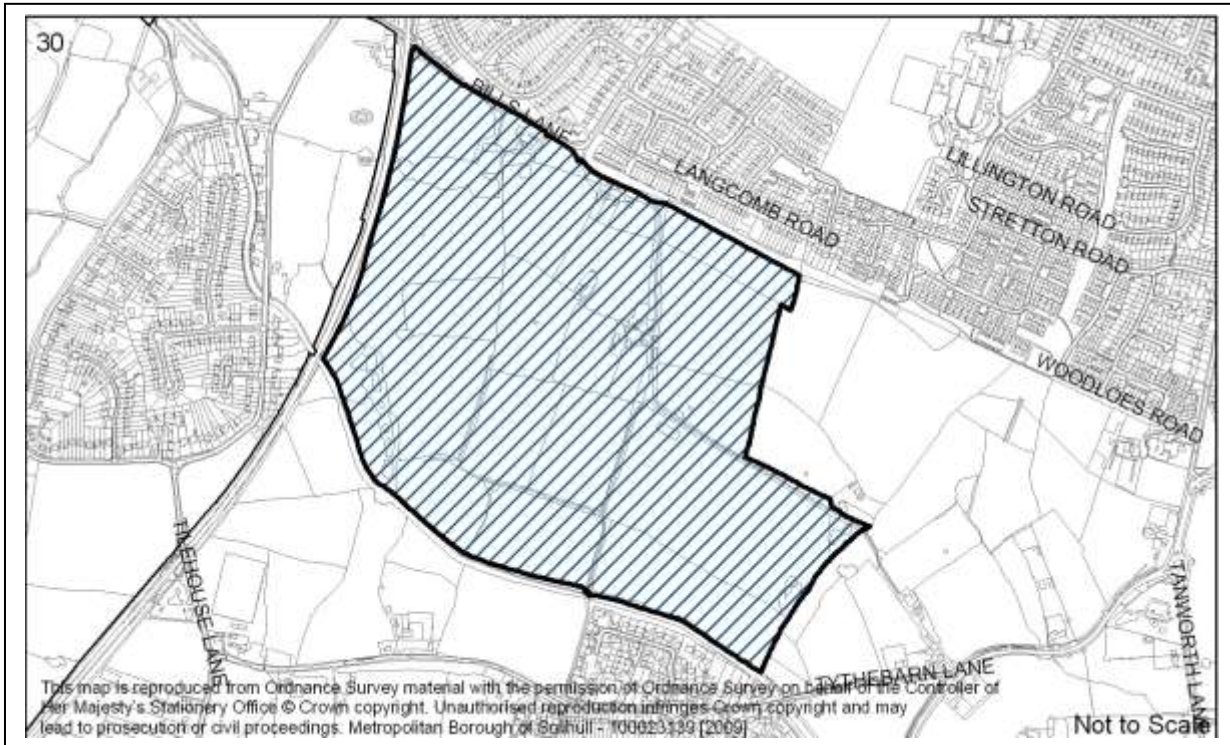 30
BILLS LANE
LANGCOMB ROAD
LILLINGTON ROAD
STRETTON ROAD
WOODLOES ROAD
TILEHOUSE LANE
TANWORTH LANE
TYTHEBARN LANE
This map is reproduced from Ordnance Survey material with the permission of Ordnance Survey on behalf of the Controller of
Her Majesty's Stationery Office © Crown copyright. Unauthorised reproduction infringes Crown copyright and may
lead to prosecution or civil proceedings. Metropolitan Borough of Solihull - 100023139 [2009]
Not to Scale